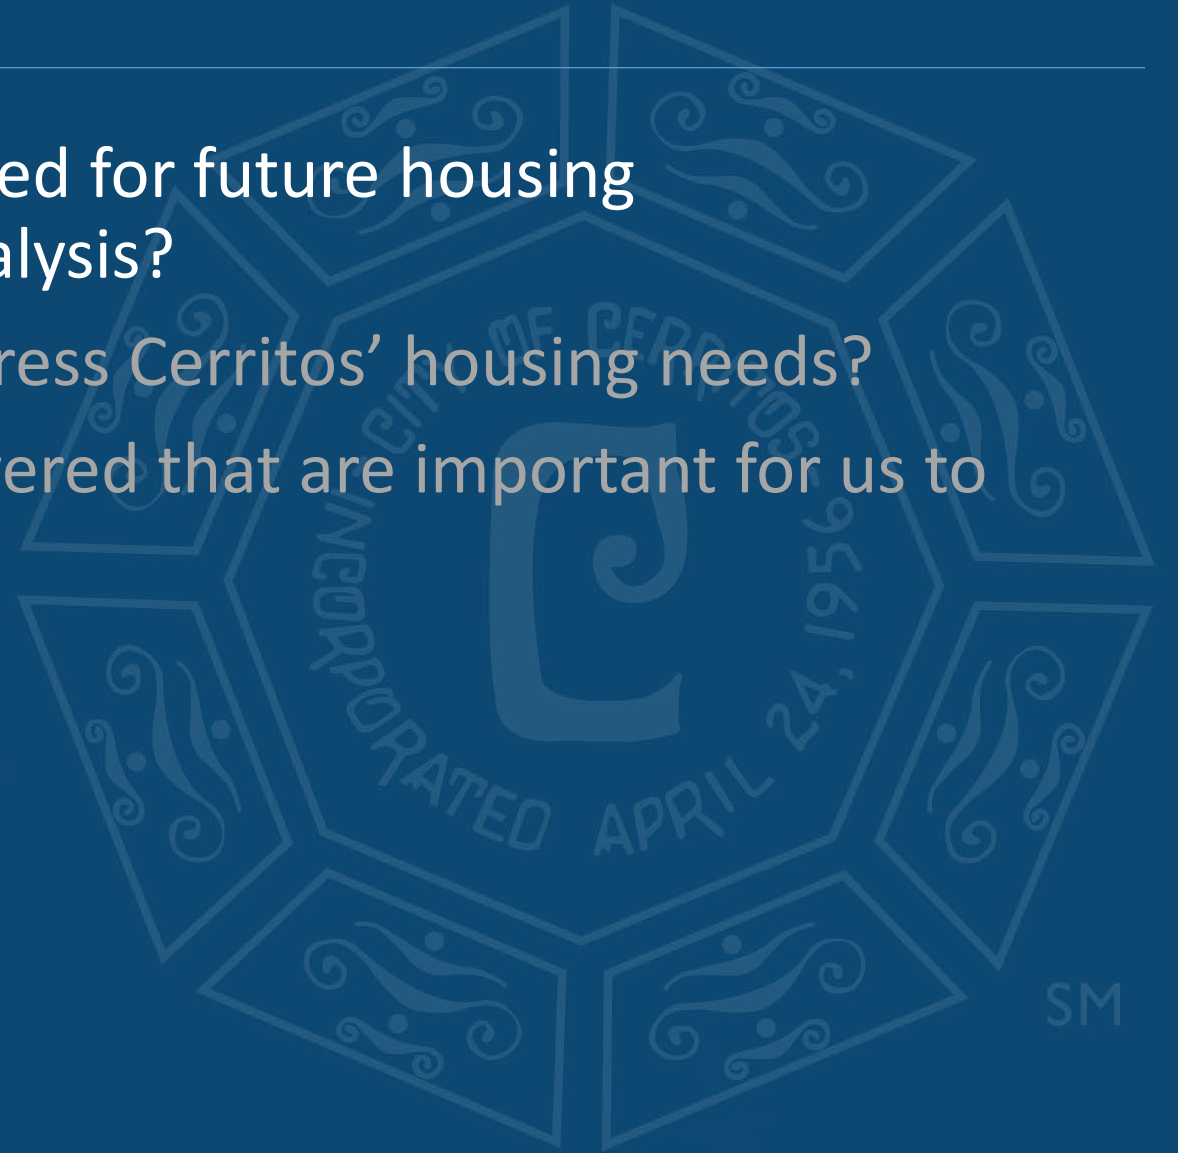 ed for future housing
alysis?
ress Cerritos’ housing needs?
vered that are important for us to
CITY OF CERRITOS
INCORPORATED APRIL 24, 1956
SM